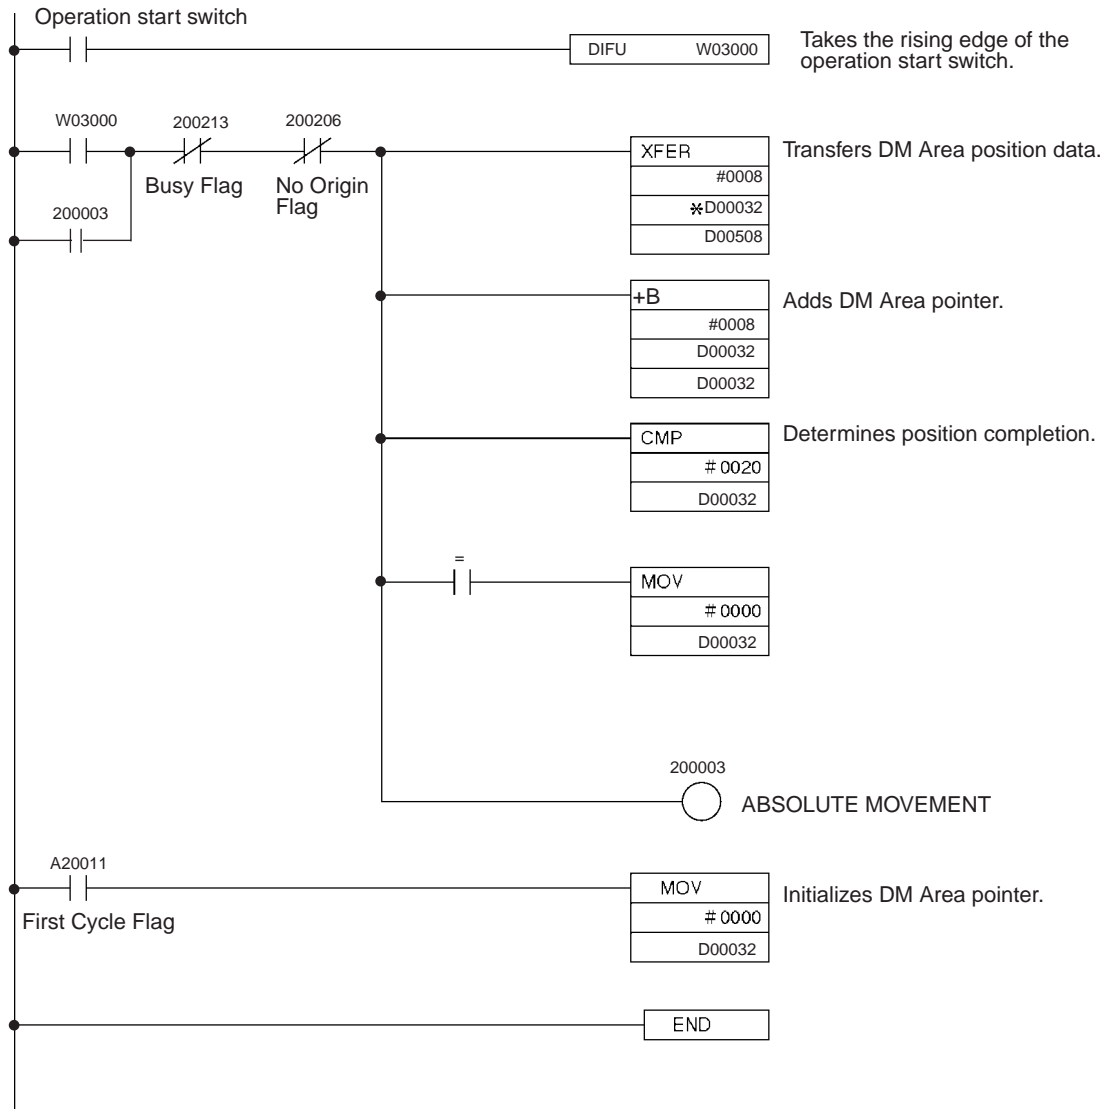 Operation start switch
DIFU W03000
Takes the rising edge of the
operation start switch.
W03000
200213
200206
Busy Flag
No Origin
Flag
200003
XFER
#0008
*D00032
D00508
Transfers DM Area position data.
+B
#0008
D00032
D00032
Adds DM Area pointer.
CMP
#0020
D00032
Determines position completion.
=
MOV
#0000
D00032
200003
ABSOLUTE MOVEMENT
A20011
First Cycle Flag
MOV
#0000
D00032
Initializes DM Area pointer.
END